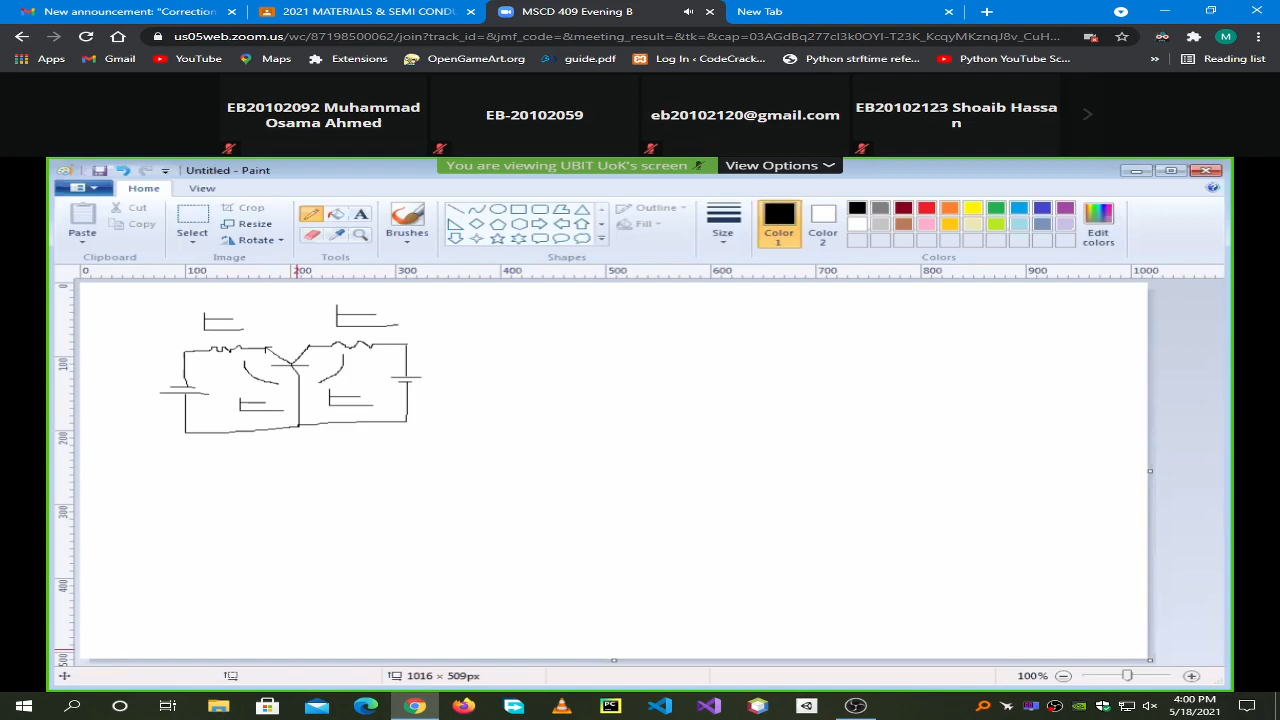 New announcement: "Correction
2021 MATERIALS & SEMI CONDU
MSCD 409 Evening B
New Tab
us05web.zoom.us/wc/87198500062/join?track_id=&jmf_code=&meeting_result=&tk=&cap=03AGdBq277cl3k0OYI-T23K_KcqyMKznqJ8v_CuH...
M
Apps
Gmail
YouTube
Maps
Extensions
OpenGameArt.org
guide.pdf
Log In ‹ CodeCrack...
Python strftime refe...
Python YouTube Sc...
»
Reading list
EB20102092 Muhammad
Osama Ahmed
EB-20102059
eb20102120@gmail.com
EB20102123 Shoaib Hassa
n
You are viewing UBIT UoK's screen
View Options
Untitled - Paint
Home
View
Paste
Cut
Copy
Clipboard
Select
Crop
Resize
Rotate
Image
A
Tools
Brushes
Outline
Fill
Shapes
Size
Color
1
Color
2
Edit
colors
Colors
0 100 200 300 400 500 600 700 800 900 1000
0
100
200
300
400
500
1016 × 509px
100%
4:00 PM
5/18/2021
PC